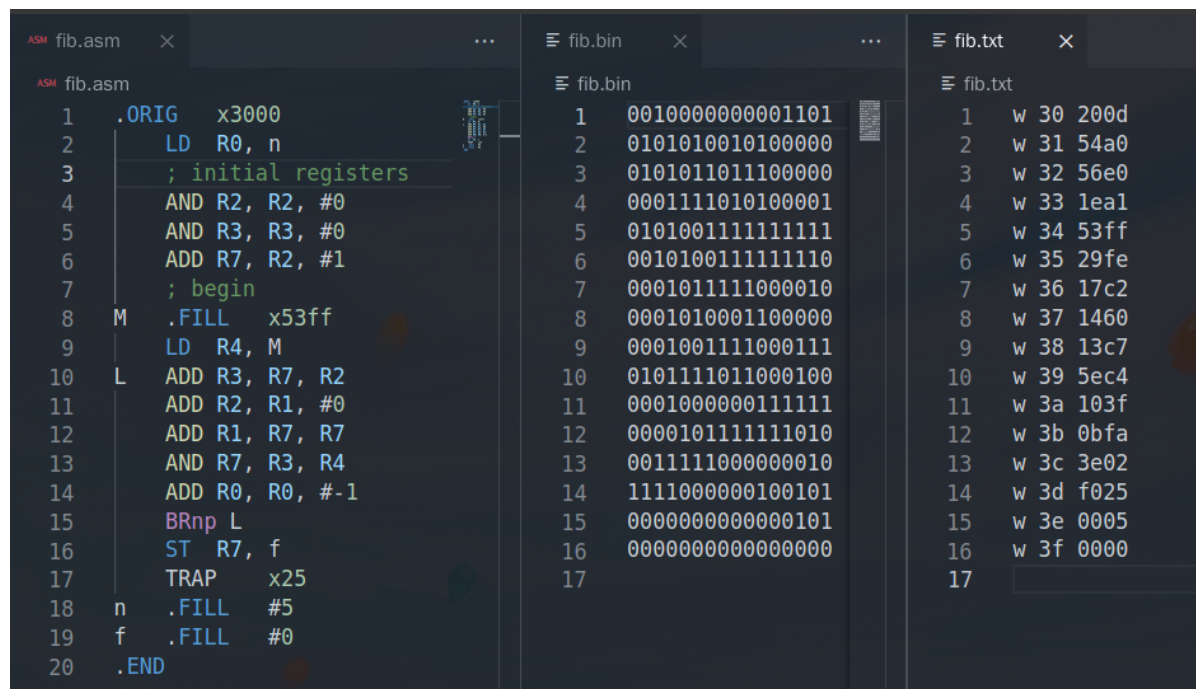 ASM fib.asm × ...
ASM fib.asm
1 .ORIG x3000
2 LD R0, n
3 ; initial registers
4 AND R2, R2, #0
5 AND R3, R3, #0
6 ADD R7, R2, #1
7 ; begin
8 M .FILL x53ff
9 LD R4, M
10 L ADD R3, R7, R2
11 ADD R2, R1, #0
12 ADD R1, R7, R7
13 AND R7, R3, R4
14 ADD R0, R0, #-1
15 BRnp L
16 ST R7, f
17 TRAP x25
18 n .FILL #5
19 f .FILL #0
20 .END
fib.bin × ...
fib.bin
1 0010000000001101
2 0101010010100000
3 0101011011100000
4 0001111010100001
5 0101001111111111
6 0010100111111110
7 0001011111000010
8 0001010001100000
9 0001001111000111
10 0101111011000100
11 0001000000111111
12 0000101111111010
13 0011111000000010
14 1111000000100101
15 0000000000000101
16 0000000000000000
17
fib.txt ×
fib.txt
1 w 30 200d
2 w 31 54a0
3 w 32 56e0
4 w 33 1ea1
5 w 34 53ff
6 w 35 29fe
7 w 36 17c2
8 w 37 1460
9 w 38 13c7
10 w 39 5ec4
11 w 3a 103f
12 w 3b 0bfa
13 w 3c 3e02
14 w 3d f025
15 w 3e 0005
16 w 3f 0000
17